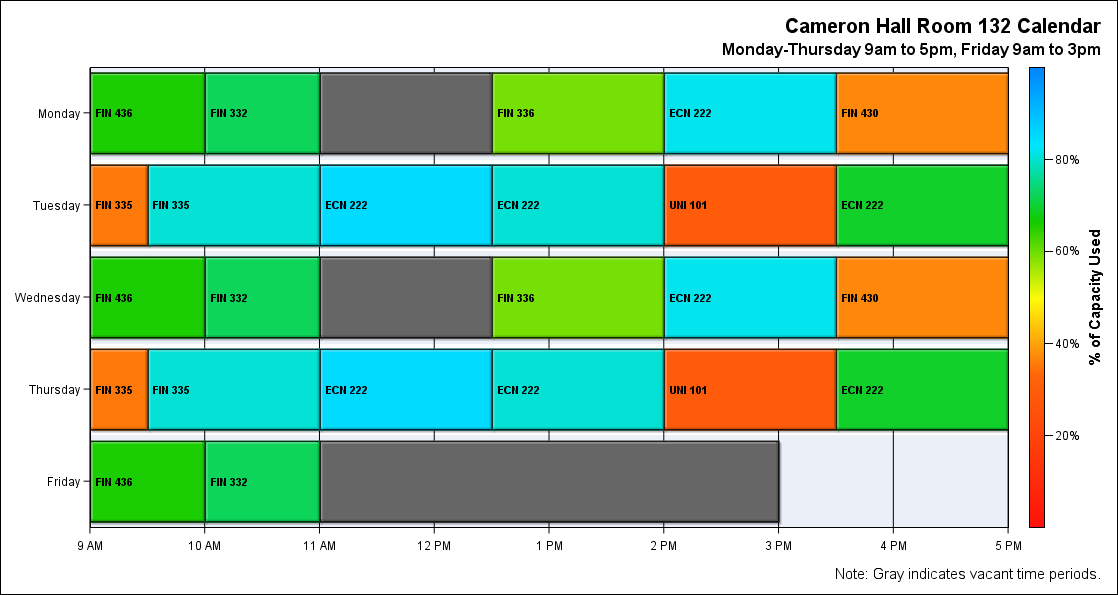 Cameron Hall Room 132 Calendar
Monday-Thursday 9am to 5pm, Friday 9am to 3pm
Monday
FIN 436
FIN 332
FIN 336
ECN 222
FIN 430
Tuesday
FIN 335
FIN 335
ECN 222
ECN 222
UNI 101
ECN 222
Wednesday
FIN 436
FIN 332
FIN 336
ECN 222
FIN 430
Thursday
FIN 335
FIN 335
ECN 222
ECN 222
UNI 101
ECN 222
Friday
FIN 436
FIN 332
9 AM
10 AM
11 AM
12 PM
1 PM
2 PM
3 PM
4 PM
5 PM
80%
60%
40%
20%
% of Capacity Used
Note: Gray indicates vacant time periods.